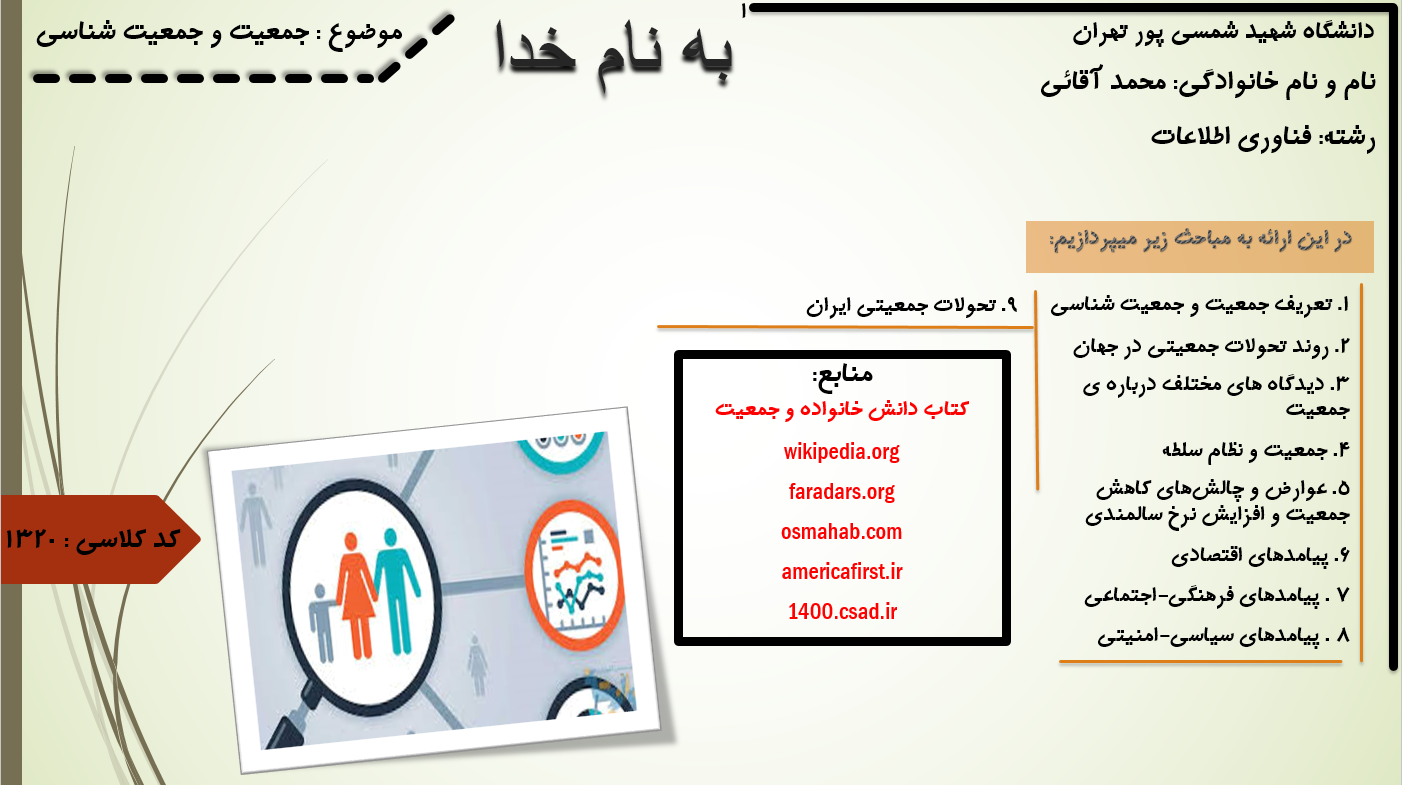 ۱
به نام خدا
دانشگاه شهید شمسی پور تهران
نام و نام خانوادگی: محمد آقائی
رشته: فناوری اطلاعات
موضوع : جمعیت و جمعیت شناسی
در این ارائه به مباحث زیر میپردازیم:
۱. تعریف جمعیت و جمعیت شناسی
۲. روند تحولات جمعیتی در جهان
۳. دیدگاه های مختلف درباره ی
جمعیت
۴. جمعیت و نظام سلطه
۵. عوارض و چالش‌های کاهش
جمعیت و افزایش نرخ سالمندی
۶. پیامدهای اقتصادی
۷ . پیامدهای فرهنگی-اجتماعی
۸ . پیامدهای سیاسی-امنیتی
۹. تحولات جمعیتی ایران
منابع:
کتاب دانش خانواده و جمعیت
wikipedia.org
faradars.org
osmahab.com
americafirst.ir
1400.csad.ir
کد کلاسی : ۱۳۲۰